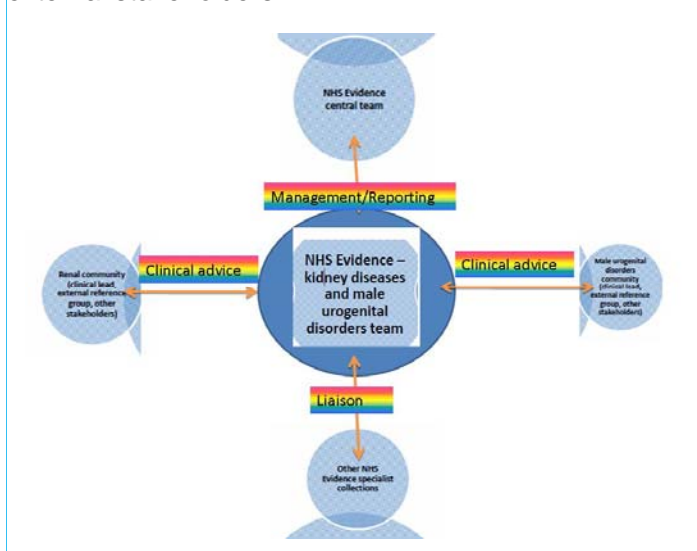 NHS Evidence
central team
Management/Reporting
Renal community
(clinical lead,
external reference
group, other
stakeholders)
Clinical advice
NHS Evidence –
kidney diseases
and male
urogenital
disorders team
Clinical advice
Male urogenital
disorders
community
(clinical lead,
external reference
group, other
stakeholders)
Liaison
Other NHS
Evidence specialist
collections